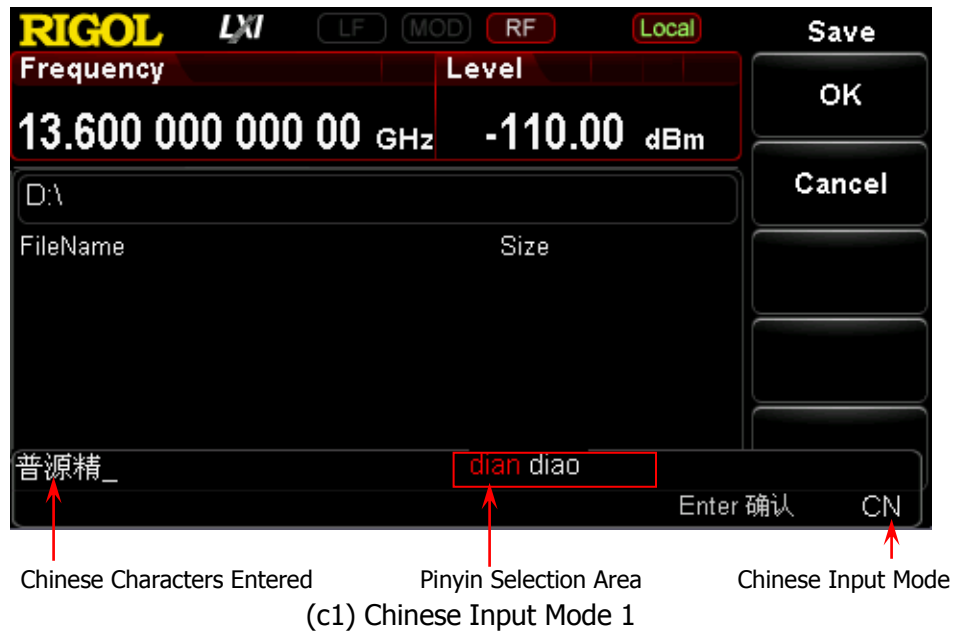 RIGOL LXI LF MOD RF Local Save
Frequency Level
OK
13.600 000 000 00 GHz -110.00 dBm
Cancel
D:\
FileName Size
普源精_ dian diao
Enter 确认 CN
Chinese Characters Entered Pinyin Selection Area Chinese Input Mode
(c1) Chinese Input Mode 1